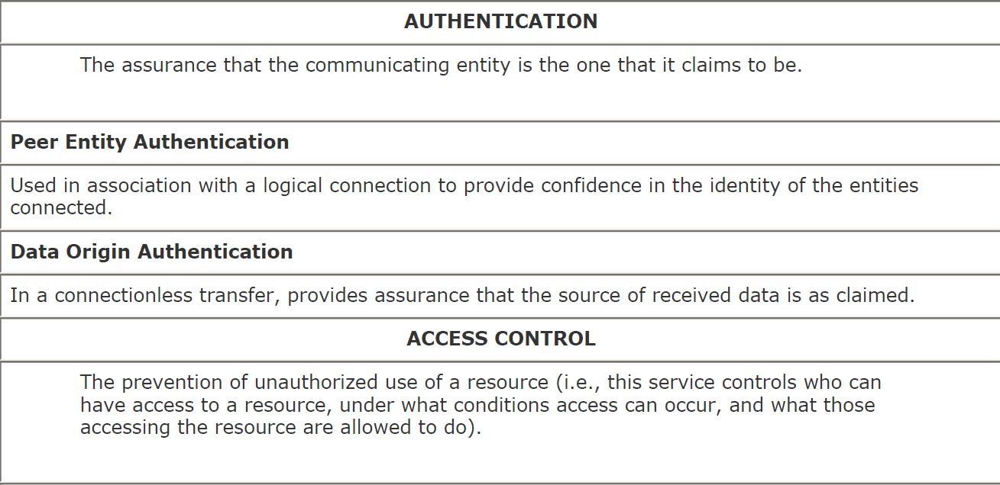 AUTHENTICATION
The assurance that the communicating entity is the one that it claims to be.
Peer Entity Authentication
Used in association with a logical connection to provide confidence in the identity of the entities
connected.
Data Origin Authentication
In a connectionless transfer, provides assurance that the source of received data is as claimed.
ACCESS CONTROL
The prevention of unauthorized use of a resource (i.e., this service controls who can
have access to a resource, under what conditions access can occur, and what those
accessing the resource are allowed to do).